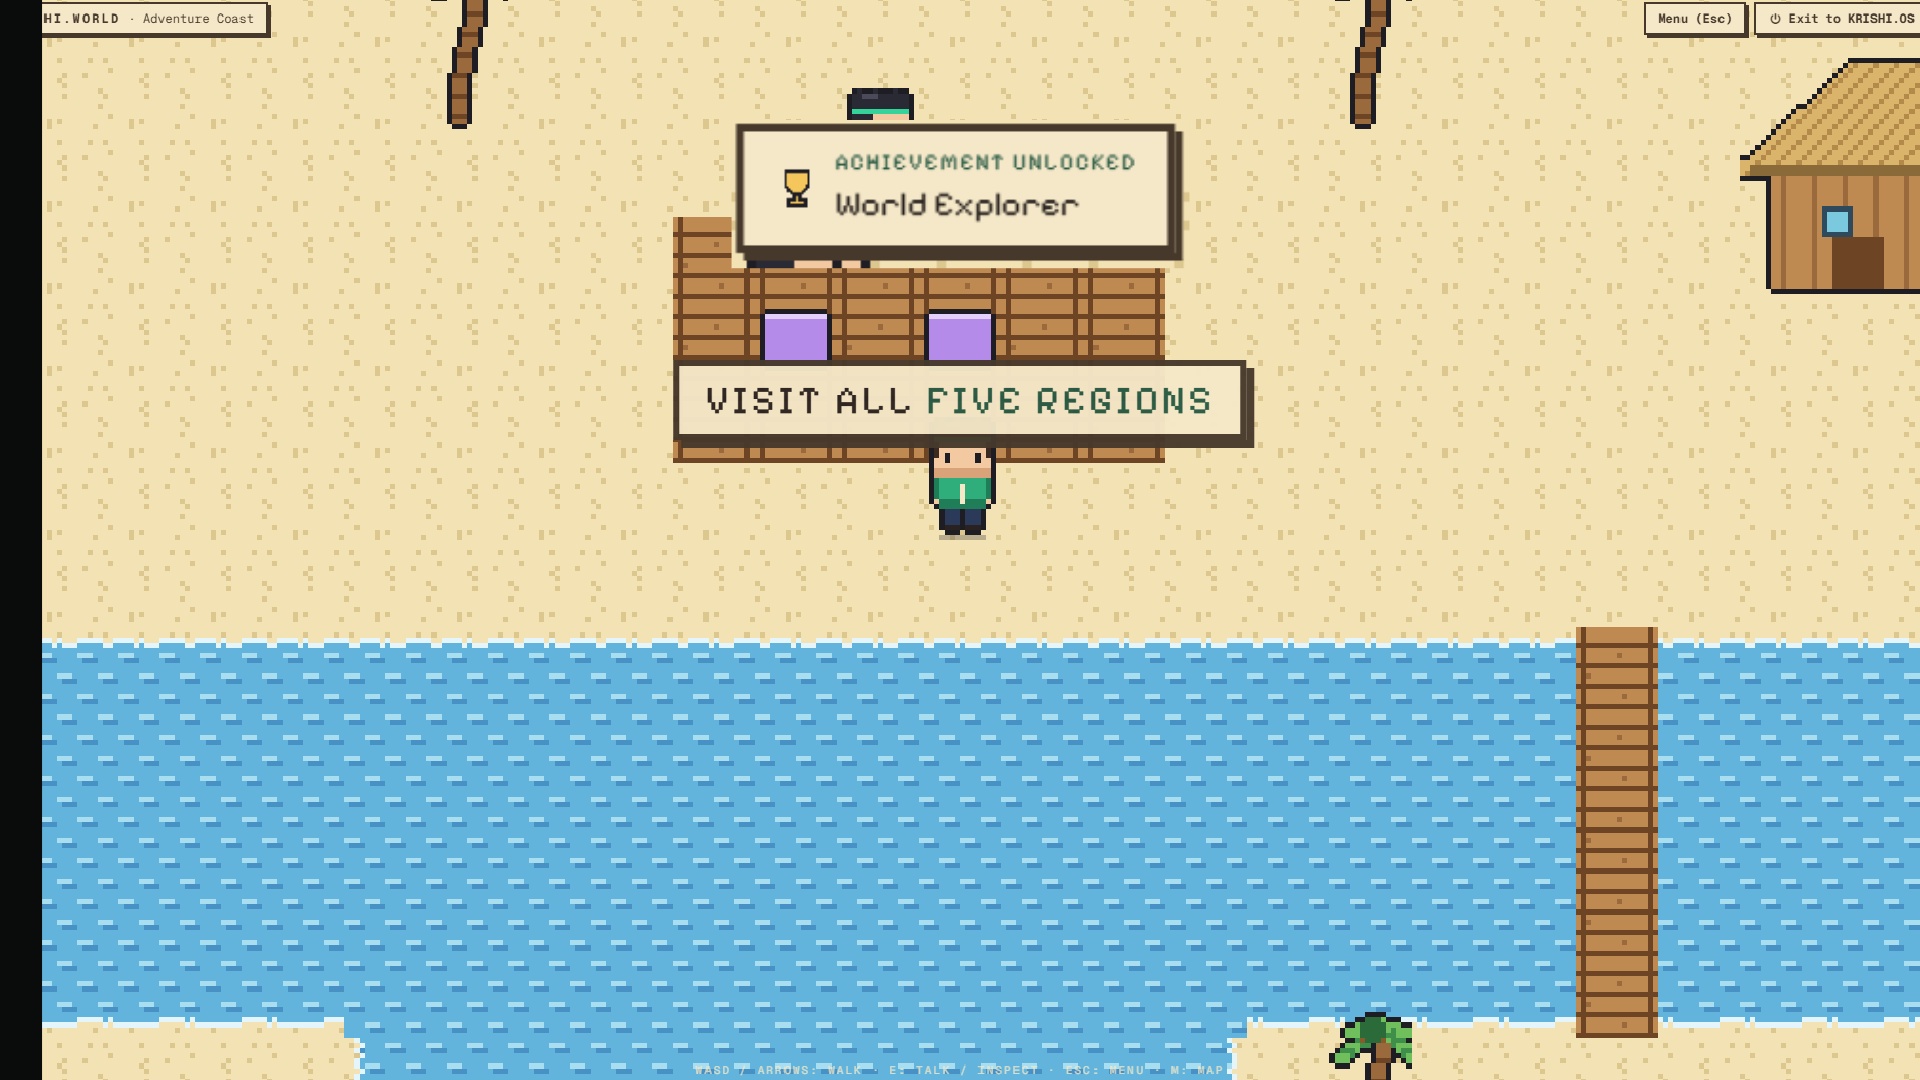 HI.WORLD · Adventure Coast
Menu (Esc)
Exit to KRISHI.OS
ACHIEVEMENT UNLOCKED
World Explorer
VISIT ALL FIVE REGIONS
WASD / ARROWS: WALK · E: TALK / INSPECT · ESC: MENU · M: MAP